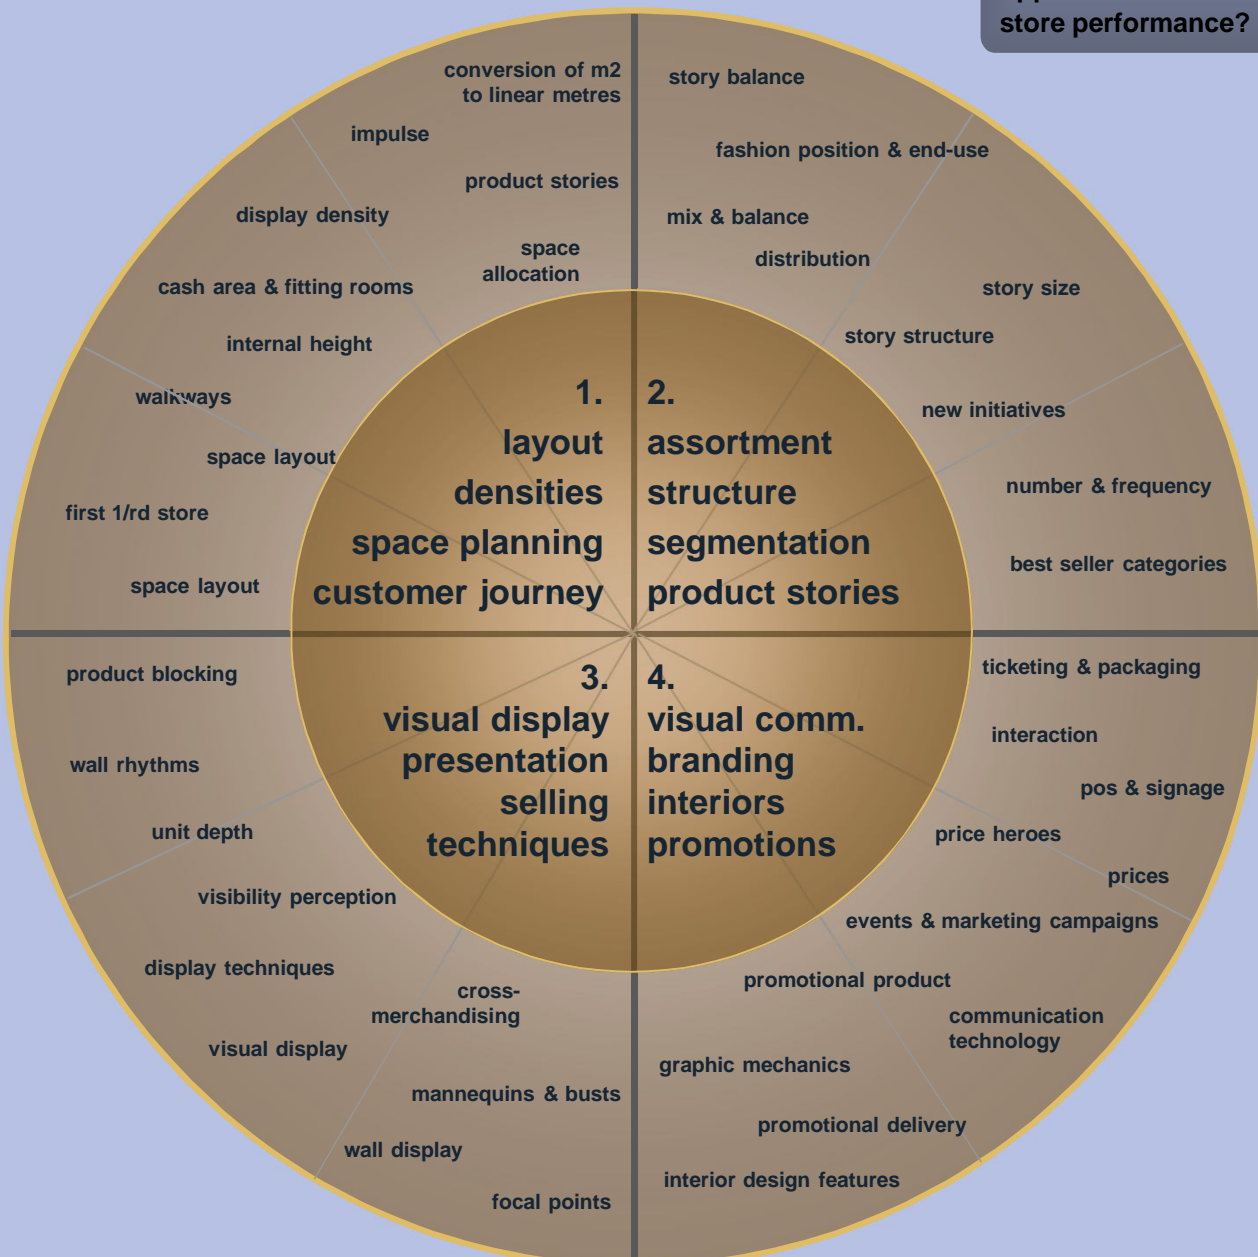 store performance?
conversion of m2
to linear metres
impulse
product stories
display density
space
allocation
cash area & fitting rooms
internal height
walkways
space layout
first 1/rd store
space layout
story balance
fashion position & end-use
mix & balance
distribution
story size
story structure
new initiatives
number & frequency
best seller categories
1.
layout
densities
space planning
customer journey
2.
assortment
structure
segmentation
product stories
3.
visual display
presentation
selling
techniques
4.
visual comm.
branding
interiors
promotions
product blocking
wall rhythms
unit depth
visibility perception
display techniques
cross-
merchandising
visual display
mannequins & busts
wall display
focal points
ticketing & packaging
interaction
pos & signage
price heroes
prices
events & marketing campaigns
promotional product
communication
technology
graphic mechanics
promotional delivery
interior design features